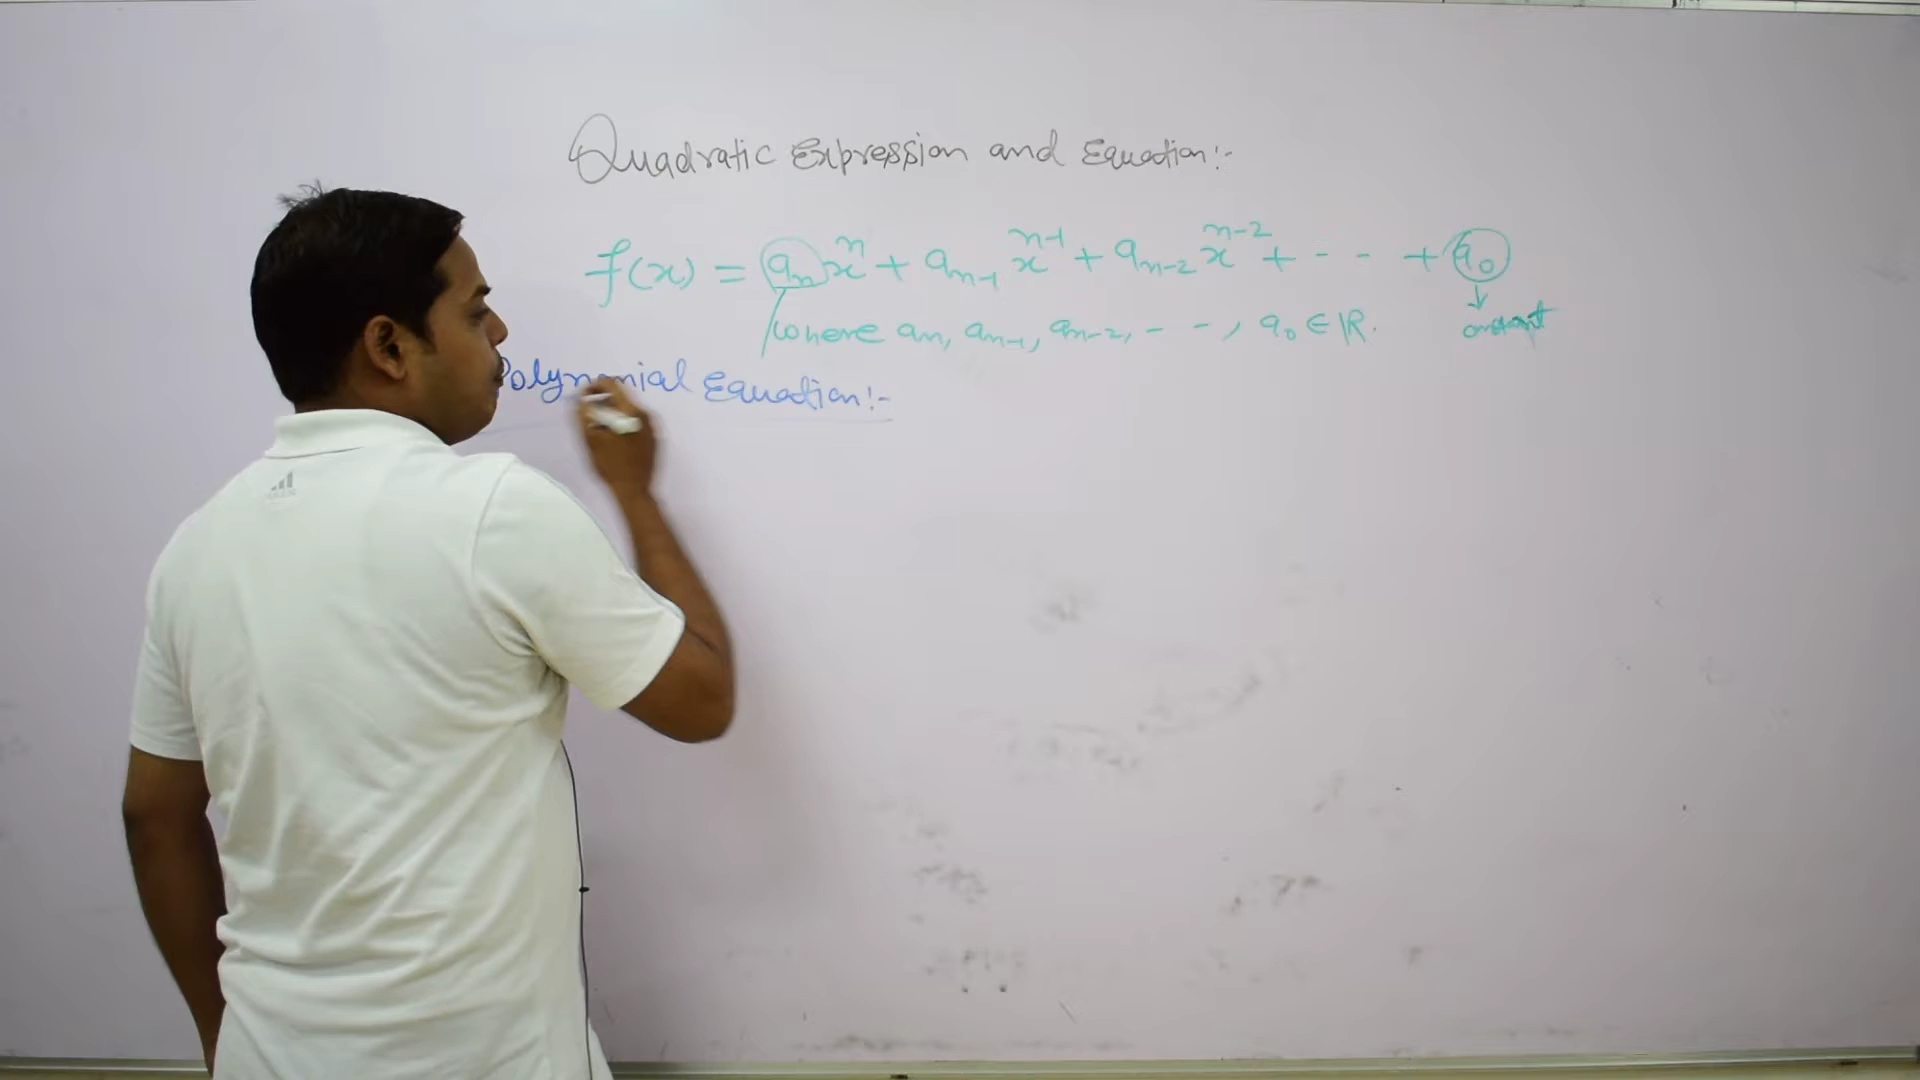 Quadratic Expression and Equation:-
f(x) = aₙxⁿ + aₙ₋₁xⁿ⁻¹ + aₙ₋₂xⁿ⁻² + - - + a₀
where aₙ, aₙ₋₁, aₙ₋₂, - -, a₀ ∈ ℝ.
constant
Polynomial Equation:-